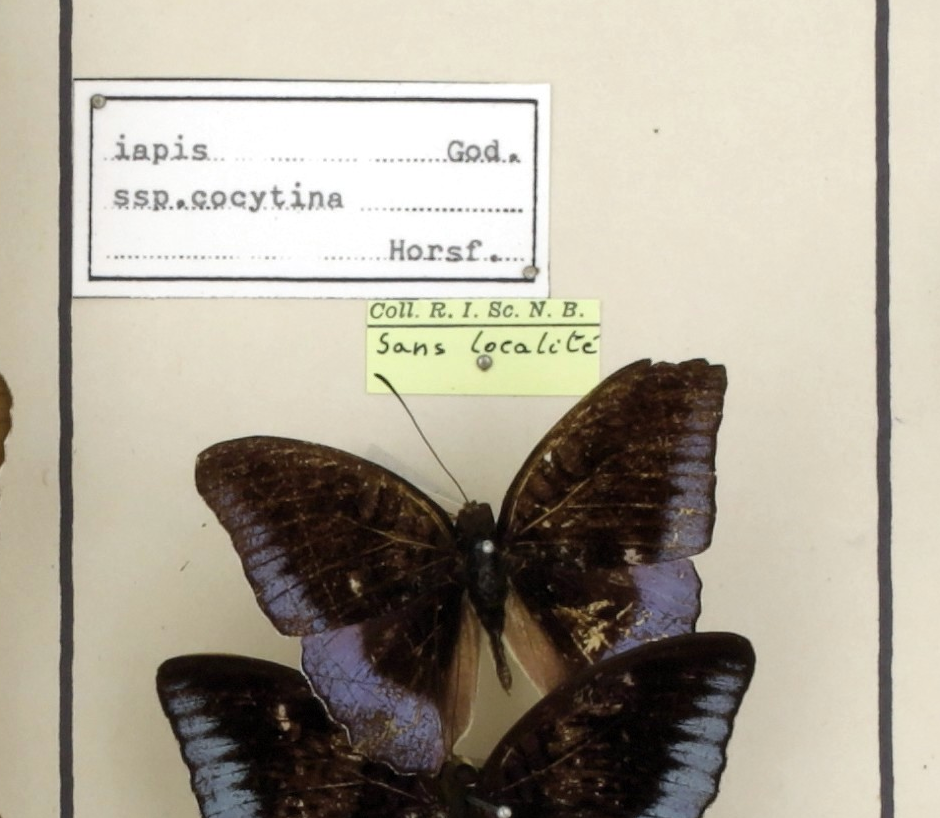 iapis God.
ssp.cocytina
Horsf.
Coll. R. I. Sc. N. B.
Sans localité